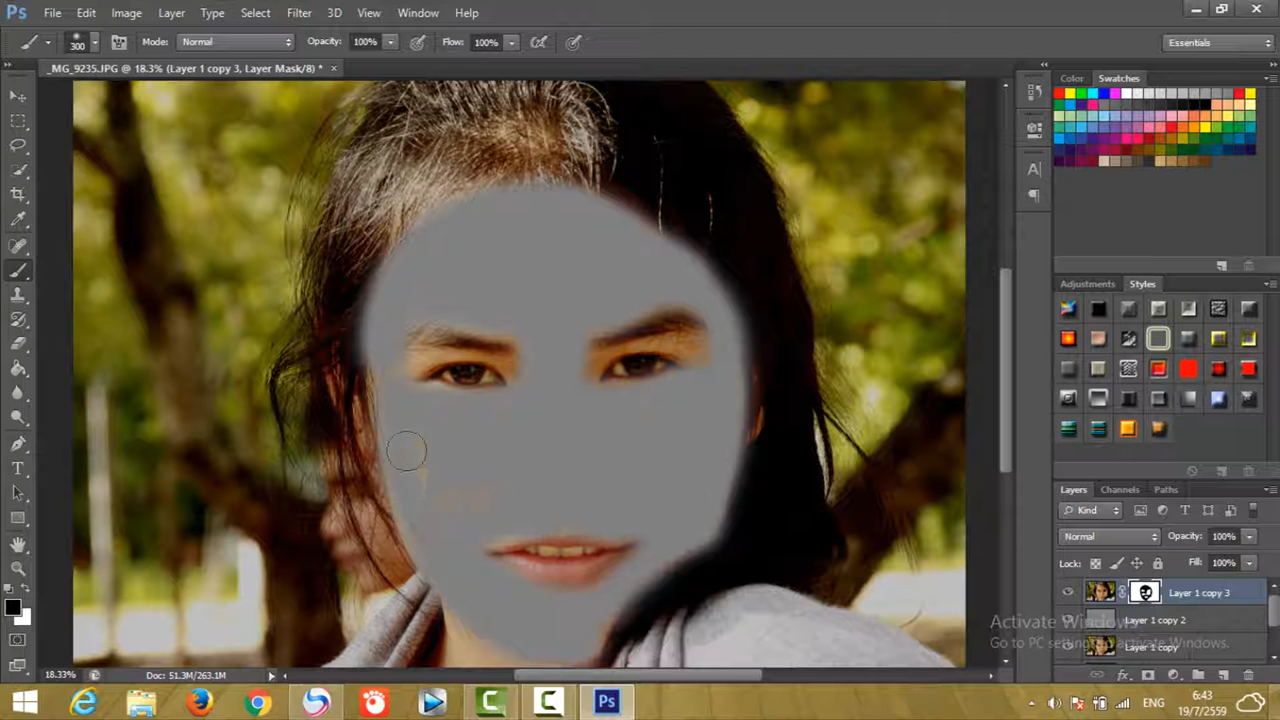 Ps File Edit Image Layer Type Select Filter 3D View Window Help
300 Mode: Normal Opacity: 100% Flow: 100% Essentials
_MG_9235.JPG @ 18.3% (Layer 1 copy 3, Layer Mask/8) * ×
Color Swatches
Adjustments Styles
Layers Channels Paths
Kind
Normal Opacity: 100%
Lock: Fill: 100%
Layer 1 copy 3
Layer 1 copy 2
Layer 1 copy
Activate Windows
Go to PC settings to activate Windows.
18.33% Doc: 51.3M/263.1M
ENG 6:43
19/7/2559